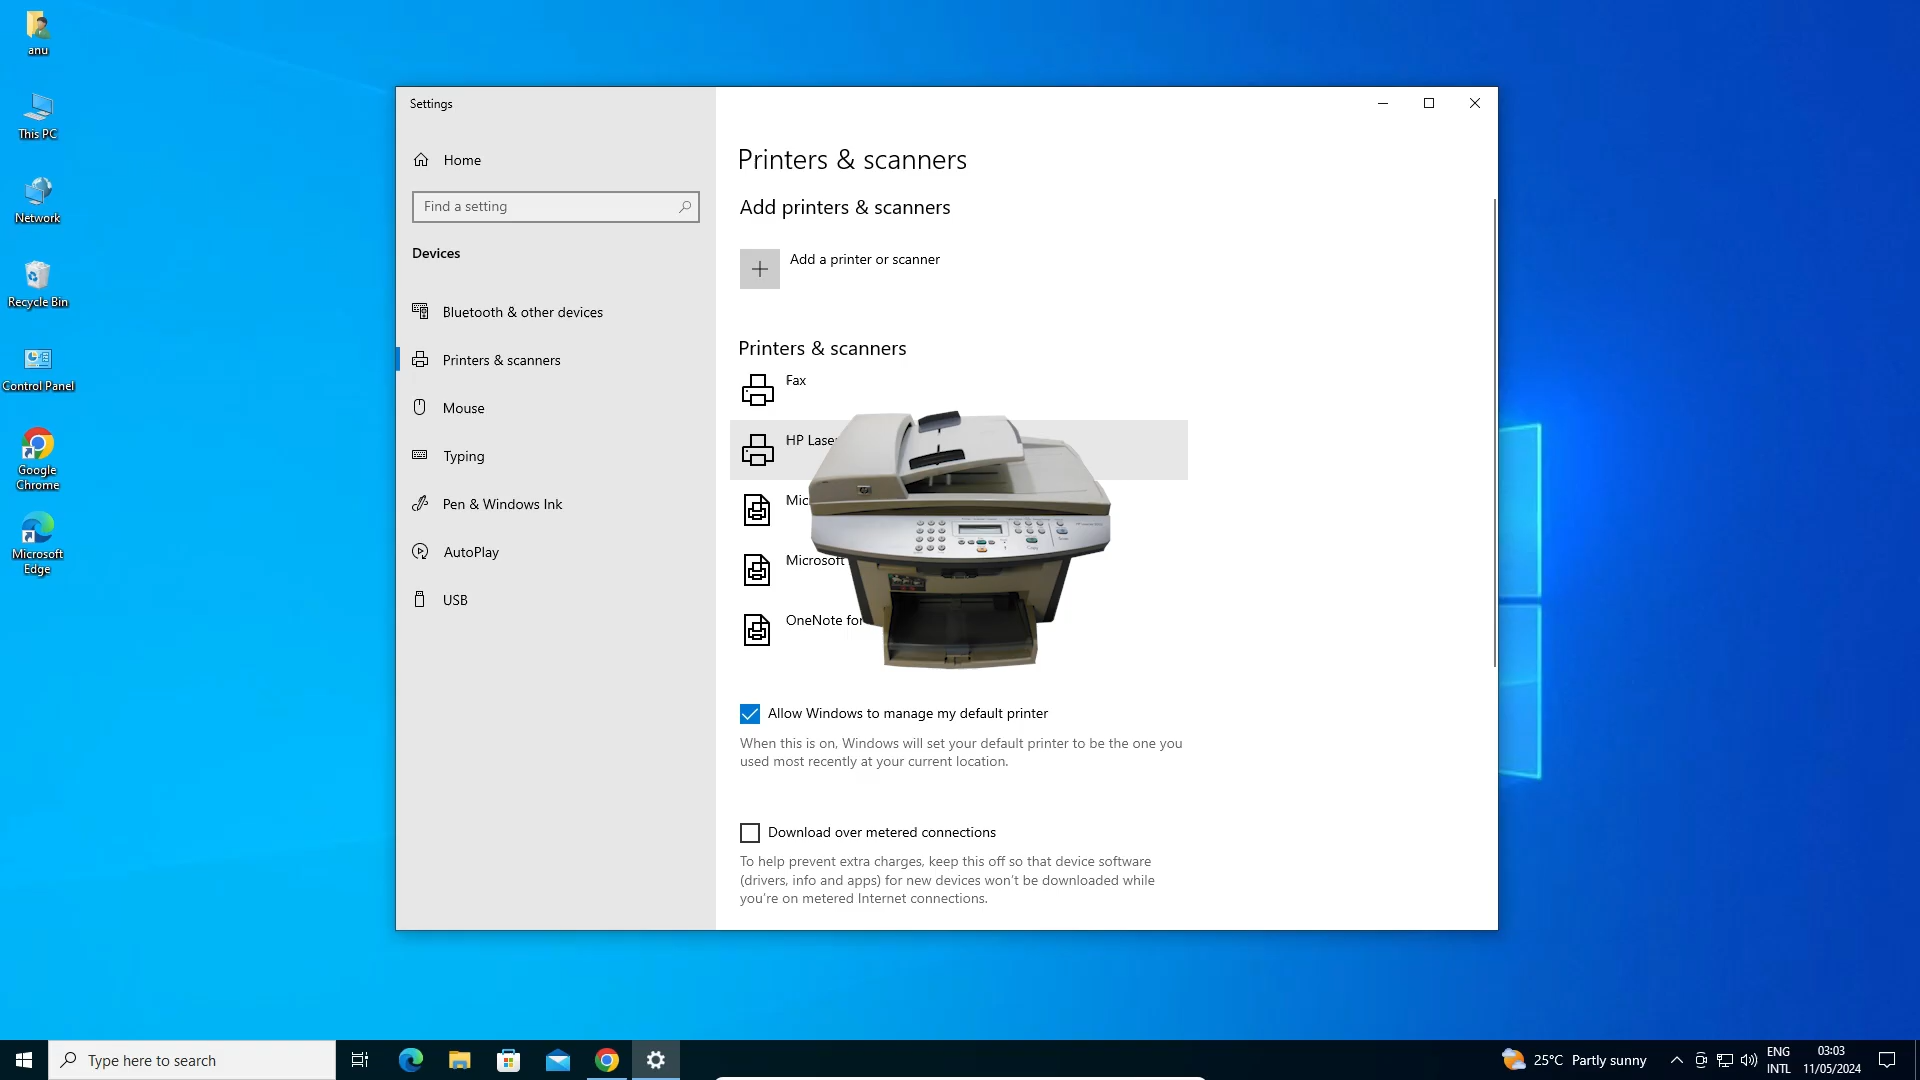 anu
This PC
Network
Recycle Bin
Control Panel
Google
Chrome
Microsoft
Edge
Settings
Home
Find a setting
Devices
Bluetooth & other devices
Printers & scanners
Mouse
Typing
Pen & Windows Ink
AutoPlay
USB
Printers & scanners
Add printers & scanners
Add a printer or scanner
Printers & scanners
Fax
HP Lase
Mic
Microsoft
OneNote for
Allow Windows to manage my default printer
When this is on, Windows will set your default printer to be the one you
used most recently at your current location.
Download over metered connections
To help prevent extra charges, keep this off so that device software
(drivers, info and apps) for new devices won't be downloaded while
you're on metered Internet connections.
Type here to search
25°C Partly sunny
ENG
INTL
03:03
11/05/2024